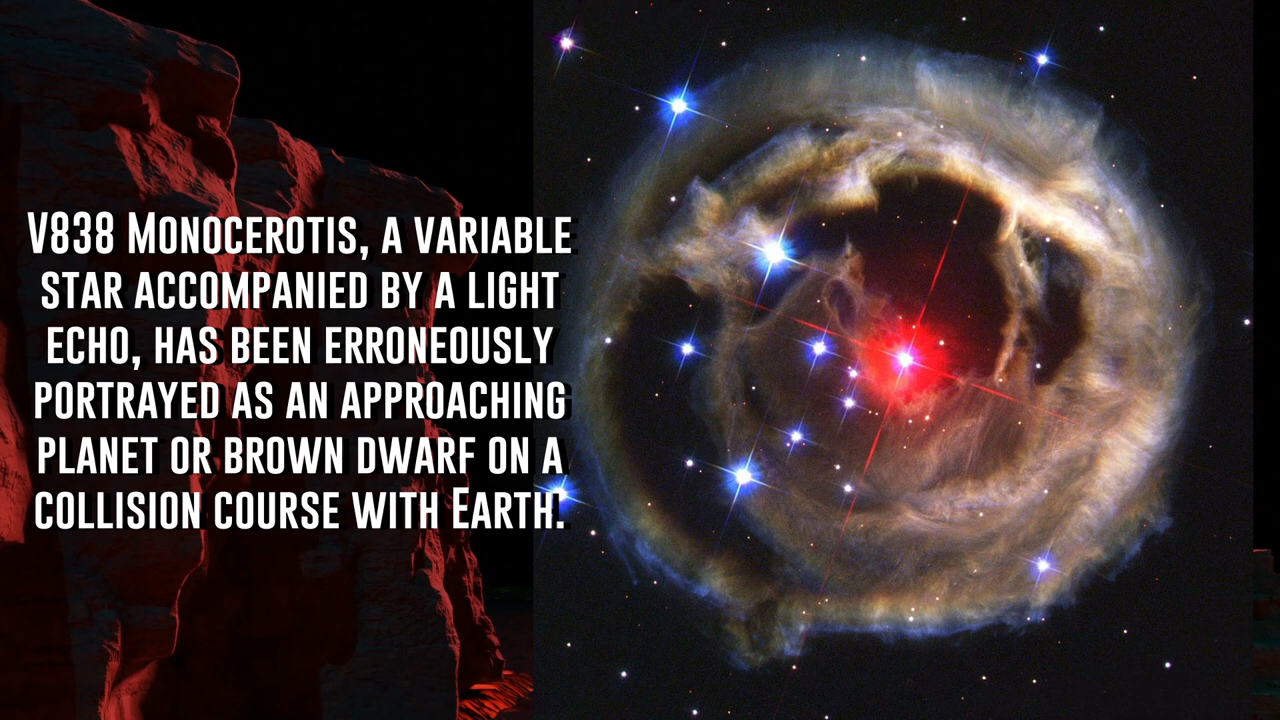 V838 Monocerotis, a variable
star accompanied by a light
echo, has been erroneously
portrayed as an approaching
planet or brown dwarf on a
collision course with Earth.